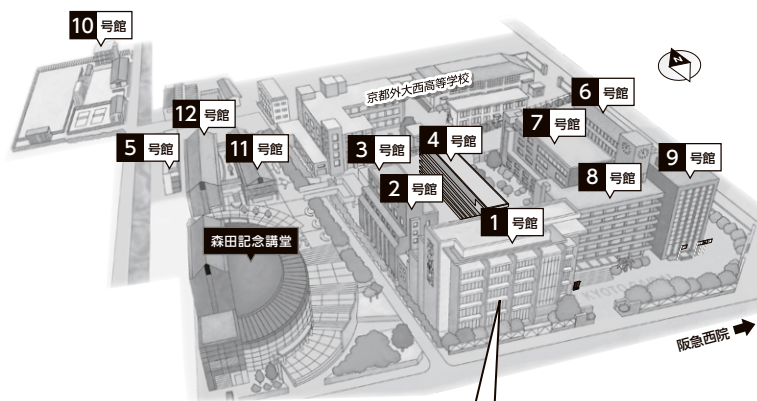 10 号館
京都外大西高等学校
N
6 号館
12 号館
7 号館
5 号館
11 号館
3 号館
4 号館
9 号館
2 号館
8 号館
1 号館
森田記念講堂
阪急西院